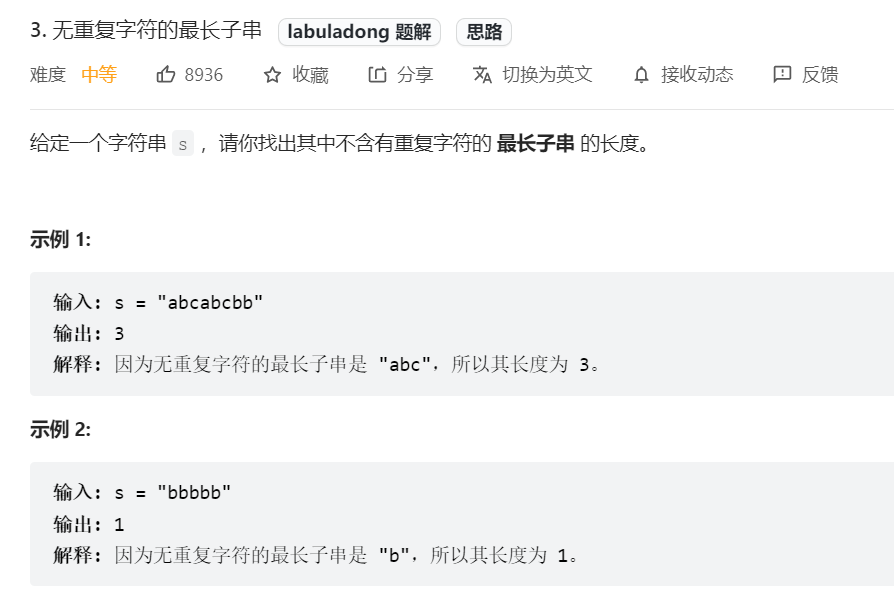 3. 无重复字符的最长子串 labuladong 题解 思路
难度 中等 8936 收藏 分享 切换为英文 接收动态 反馈
给定一个字符串 s ，请你找出其中不含有重复字符的 最长子串 的长度。
示例 1:
输入: s = "abcabcbb"
输出: 3
解释: 因为无重复字符的最长子串是 "abc"，所以其长度为 3。
示例 2:
输入: s = "bbbbb"
输出: 1
解释: 因为无重复字符的最长子串是 "b"，所以其长度为 1。